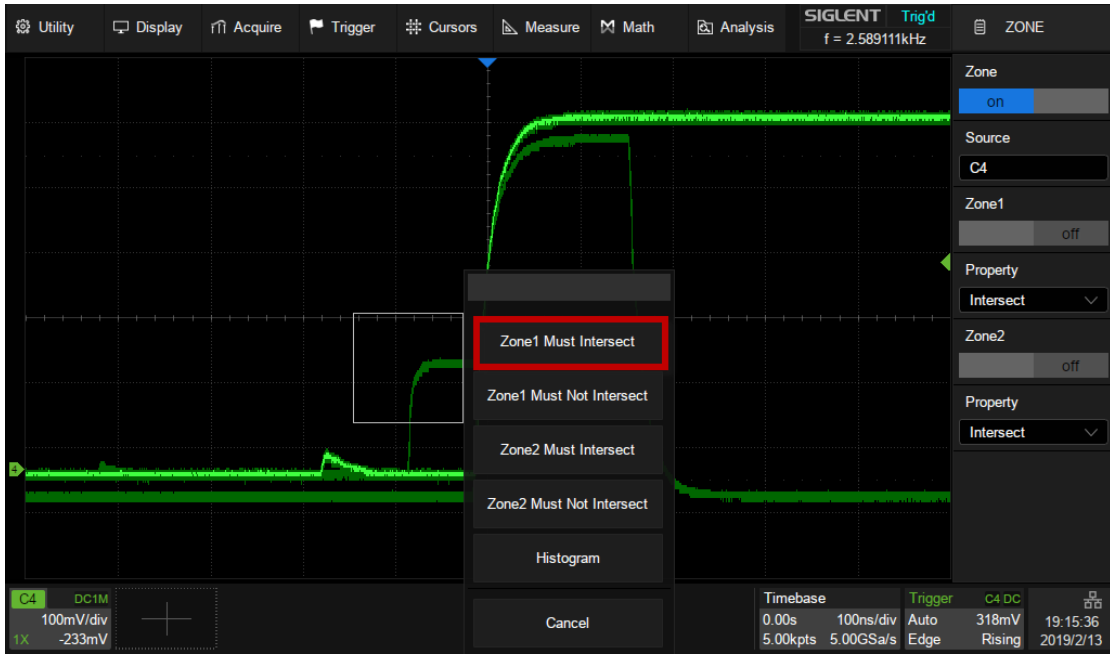 Utility
Display
Acquire
Trigger
Cursors
Measure
Math
Analysis
SIGLENT Trig'd
f = 2.589111kHz
ZONE
Zone
on
Source
C4
Zone1
off
Property
Intersect
Zone2
off
Property
Intersect
Zone1 Must Intersect
Zone1 Must Not Intersect
Zone2 Must Intersect
Zone2 Must Not Intersect
Histogram
Cancel
4
C4 DC1M
100mV/div
1X -233mV
Timebase
0.00s 100ns/div
5.00kpts 5.00GSa/s
Trigger C4 DC
Auto 318mV
Edge Rising
19:15:36
2019/2/13